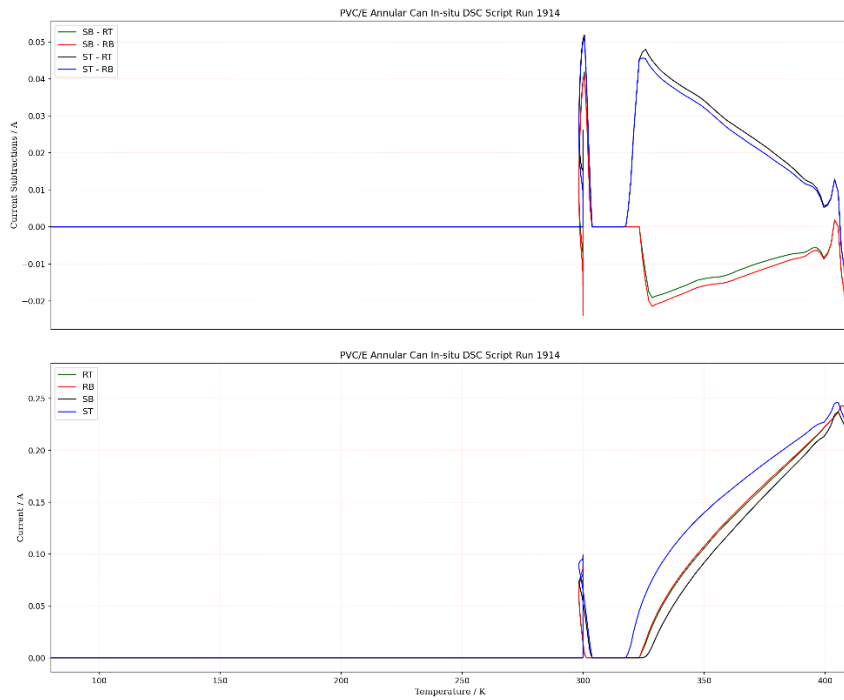 PVC/E Annular Can In-situ DSC Script Run 1914
SB - RT
SB - RB
ST - RT
ST - RB
Current Subtractions / A
0.05
0.04
0.03
0.02
0.01
0.00
−0.01
−0.02
PVC/E Annular Can In-situ DSC Script Run 1914
RT
RB
SB
ST
Current / A
0.25
0.20
0.15
0.10
0.05
0.00
100
150
200
250
300
350
400
Temperature / K